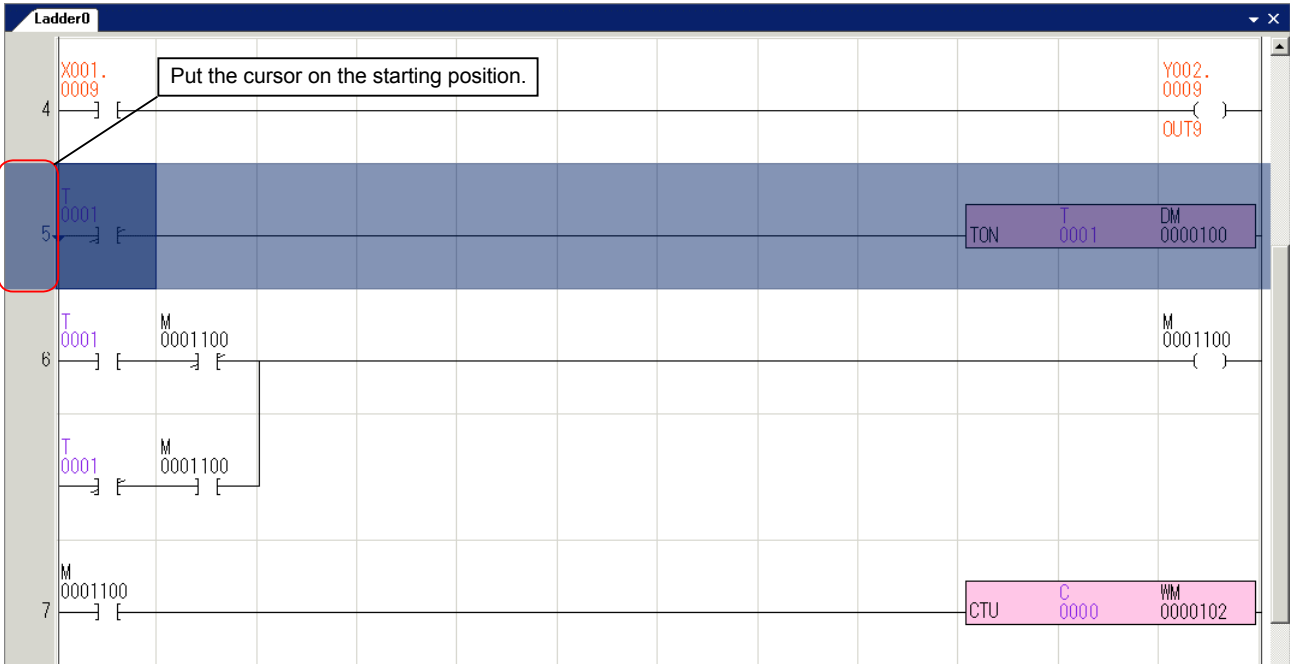 Ladder0
X001.
0009
Put the cursor on the starting position.
Y002.
0009
4
OUT9
T
0001
5
TON
T
0001
DM
0000100
T
0001
M
0001100
M
0001100
6
T
0001
M
0001100
M
0001100
7
CTU
C
0000
WM
0000102